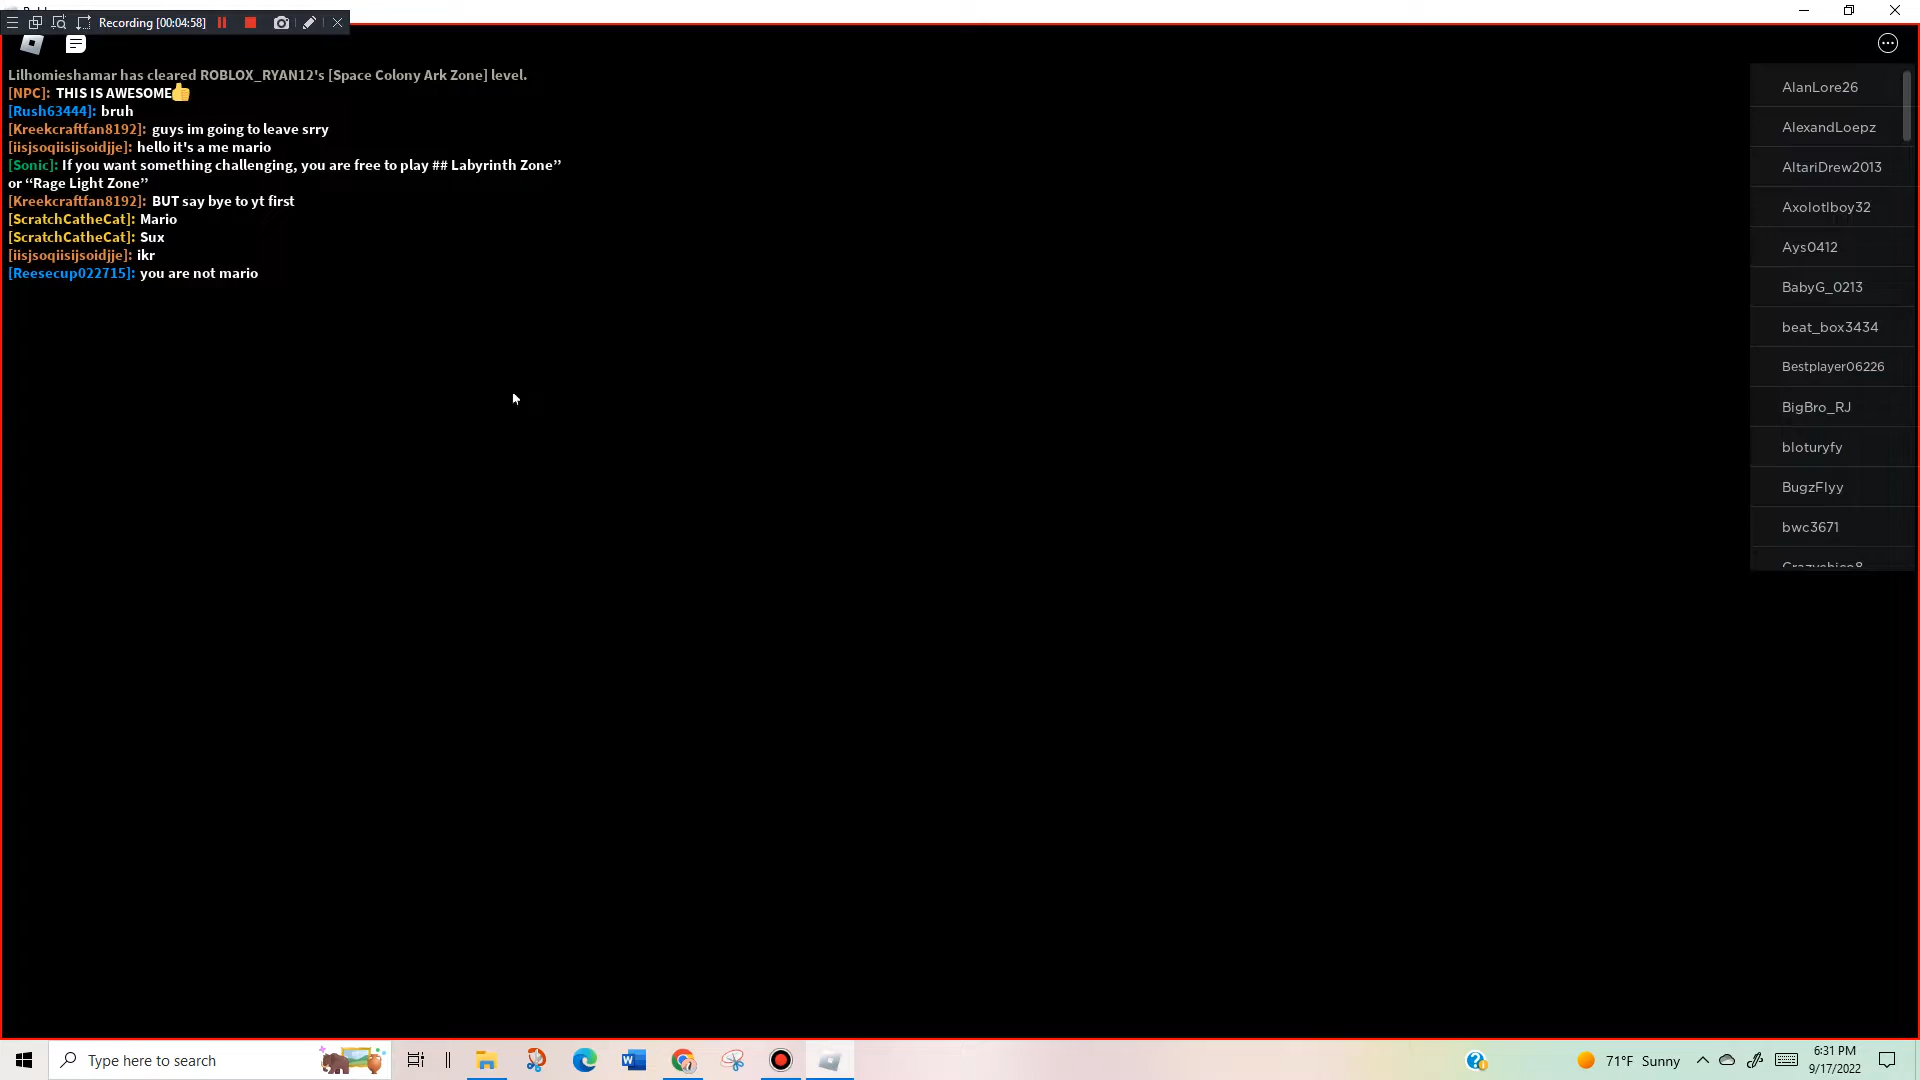 Recording [00:04:58]
Lilhomieshamar has cleared ROBLOX_RYAN12's [Space Colony Ark Zone] level.
[NPC]: THIS IS AWESOME👍
[Rush63444]: bruh
[Kreekcraftfan8192]: guys im going to leave srry
[iisjsoqiisijsoidjje]: hello it's a me mario
[Sonic]: If you want something challenging, you are free to play ## Labyrinth Zone”
or “Rage Light Zone”
[Kreekcraftfan8192]: BUT say bye to yt first
[ScratchCatheCat]: Mario
[ScratchCatheCat]: Sux
[iisjsoqiisijsoidjje]: ikr
[Reesecup022715]: you are not mario
AlanLore26
AlexandLoepz
AltariDrew2013
Axolotlboy32
Ays0412
BabyG_0213
beat_box3434
Bestplayer06226
BigBro_RJ
bloturyfy
BugzFlyy
bwc3671
Type here to search
71°F Sunny
6:31 PM
9/17/2022